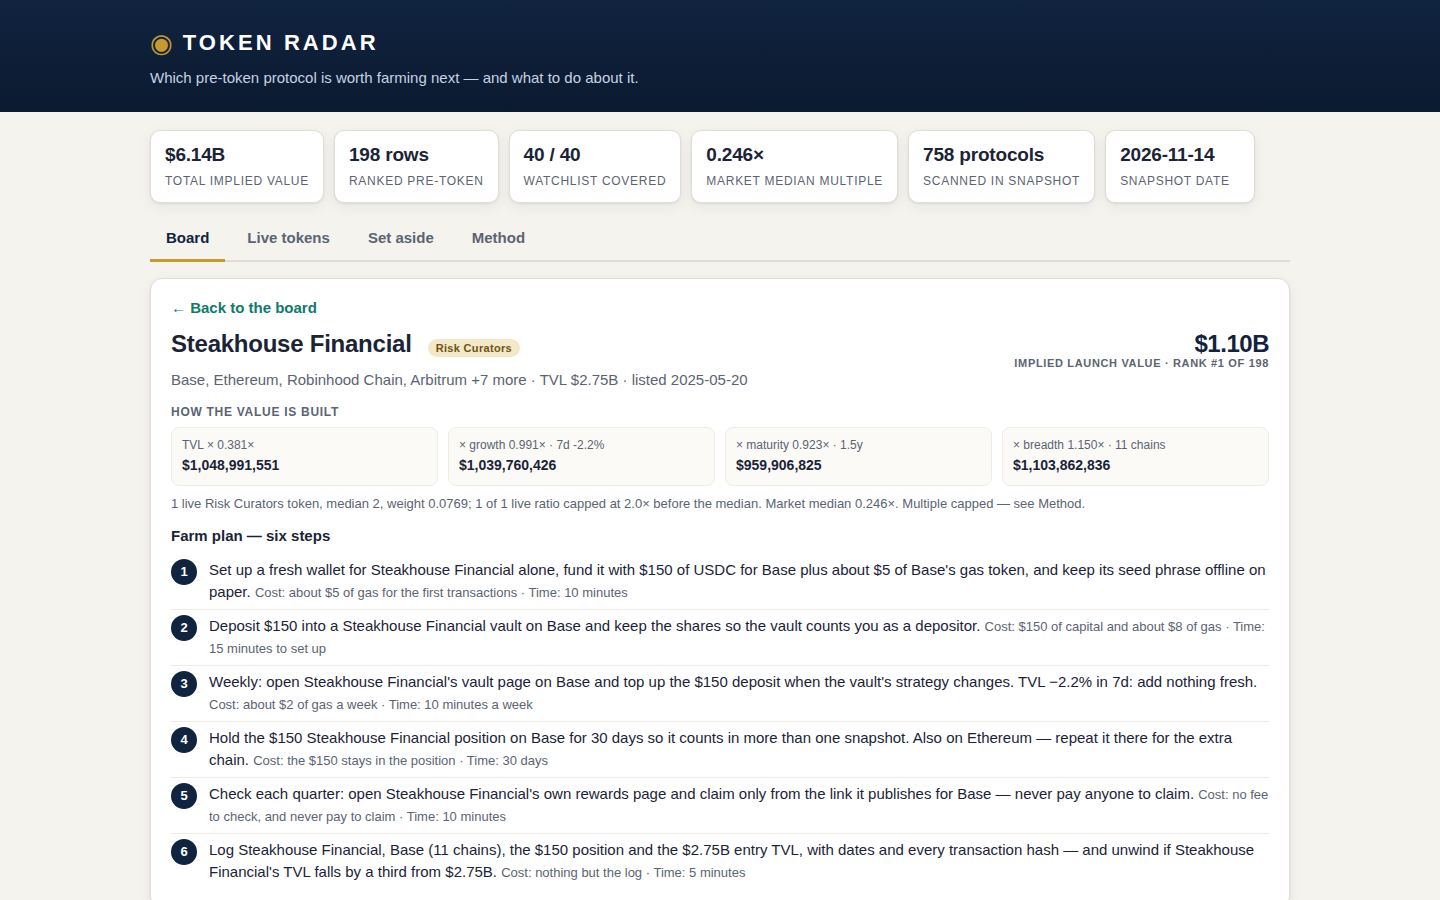 ◉ TOKEN RADAR
Which pre-token protocol is worth farming next — and what to do about it.
$6.14B
TOTAL IMPLIED VALUE
198 rows
RANKED PRE-TOKEN
40 / 40
WATCHLIST COVERED
0.246×
MARKET MEDIAN MULTIPLE
758 protocols
SCANNED IN SNAPSHOT
2026-11-14
SNAPSHOT DATE
Board
Live tokens
Set aside
Method
← Back to the board
Steakhouse Financial
Risk Curators
$1.10B
IMPLIED LAUNCH VALUE · RANK #1 OF 198
Base, Ethereum, Robinhood Chain, Arbitrum +7 more · TVL $2.75B · listed 2025-05-20
HOW THE VALUE IS BUILT
TVL × 0.381×
$1,048,991,551
× growth 0.991× · 7d -2.2%
$1,039,760,426
× maturity 0.923× · 1.5y
$959,906,825
× breadth 1.150× · 11 chains
$1,103,862,836
1 live Risk Curators token, median 2, weight 0.0769; 1 of 1 live ratio capped at 2.0× before the median. Market median 0.246×. Multiple capped — see Method.
Farm plan — six steps
1
Set up a fresh wallet for Steakhouse Financial alone, fund it with $150 of USDC for Base plus about $5 of Base's gas token, and keep its seed phrase offline on
paper. Cost: about $5 of gas for the first transactions · Time: 10 minutes
2
Deposit $150 into a Steakhouse Financial vault on Base and keep the shares so the vault counts you as a depositor. Cost: $150 of capital and about $8 of gas · Time:
15 minutes to set up
3
Weekly: open Steakhouse Financial's vault page on Base and top up the $150 deposit when the vault's strategy changes. TVL −2.2% in 7d: add nothing fresh.
Cost: about $2 of gas a week · Time: 10 minutes a week
4
Hold the $150 Steakhouse Financial position on Base for 30 days so it counts in more than one snapshot. Also on Ethereum — repeat it there for the extra
chain. Cost: the $150 stays in the position · Time: 30 days
5
Check each quarter: open Steakhouse Financial's own rewards page and claim only from the link it publishes for Base — never pay anyone to claim. Cost: no fee
to check, and never pay to claim · Time: 10 minutes
6
Log Steakhouse Financial, Base (11 chains), the $150 position and the $2.75B entry TVL, with dates and every transaction hash — and unwind if Steakhouse
Financial's TVL falls by a third from $2.75B. Cost: nothing but the log · Time: 5 minutes